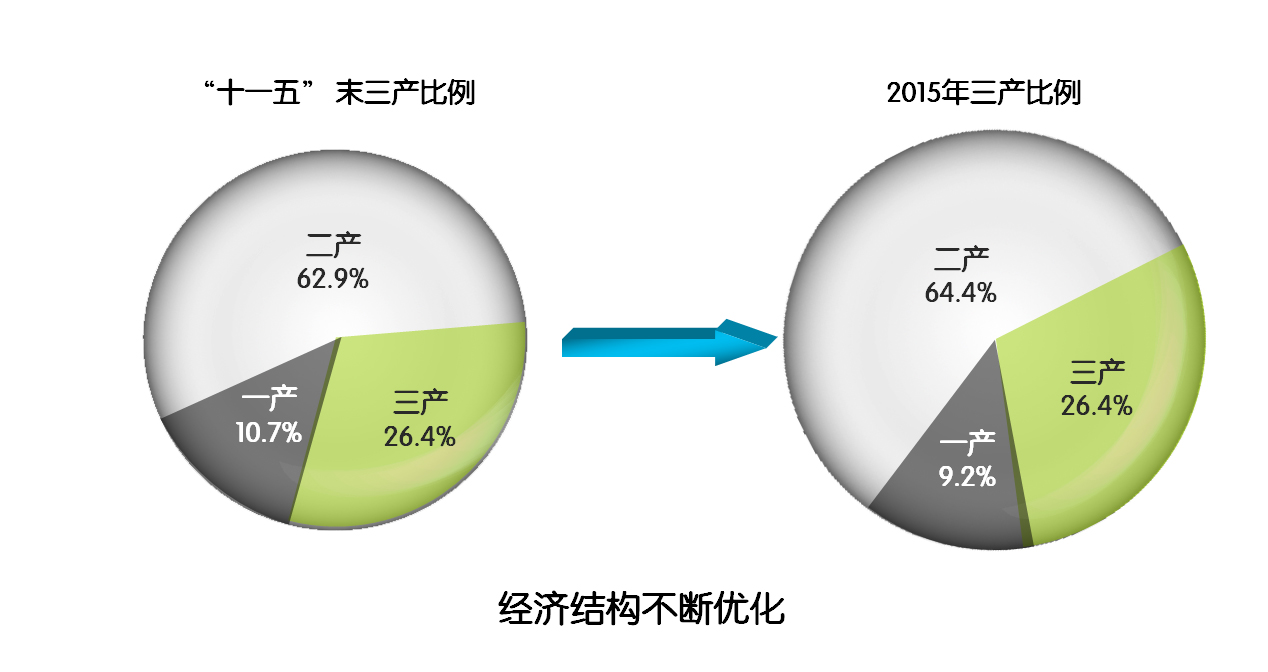 “十一五” 末三产比例
二产
62.9%
一产
10.7%
三产
26.4%
2015年三产比例
二产
64.4%
三产
26.4%
一产
9.2%
经济结构不断优化